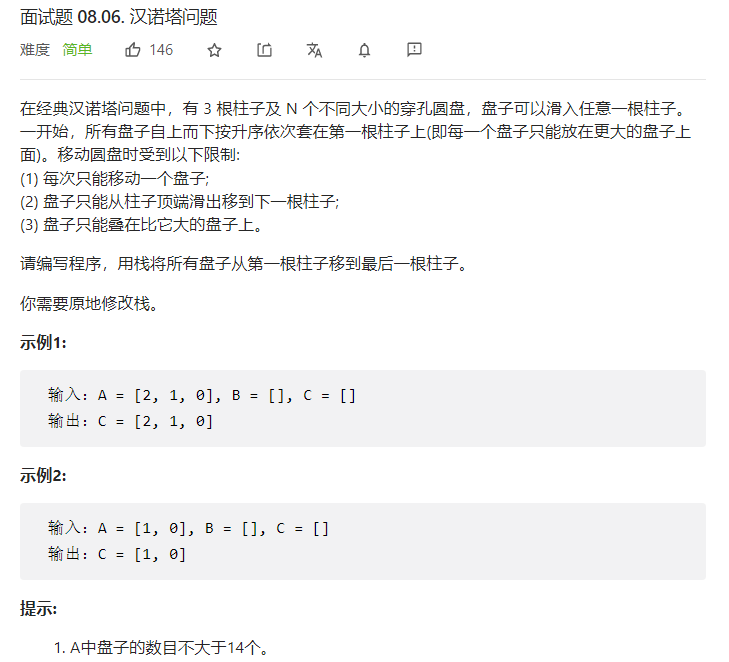 面试题 08.06. 汉诺塔问题
难度 简单 146
在经典汉诺塔问题中，有 3 根柱子及 N 个不同大小的穿孔圆盘，盘子可以滑入任意一根柱子。
一开始，所有盘子自上而下按升序依次套在第一根柱子上(即每一个盘子只能放在更大的盘子上
面)。移动圆盘时受到以下限制:
(1) 每次只能移动一个盘子;
(2) 盘子只能从柱子顶端滑出移到下一根柱子;
(3) 盘子只能叠在比它大的盘子上。
请编写程序，用栈将所有盘子从第一根柱子移到最后一根柱子。
你需要原地修改栈。
示例1:
输入：A = [2, 1, 0], B = [], C = []
输出：C = [2, 1, 0]
示例2:
输入：A = [1, 0], B = [], C = []
输出：C = [1, 0]
提示:
1. A中盘子的数目不大于14个。